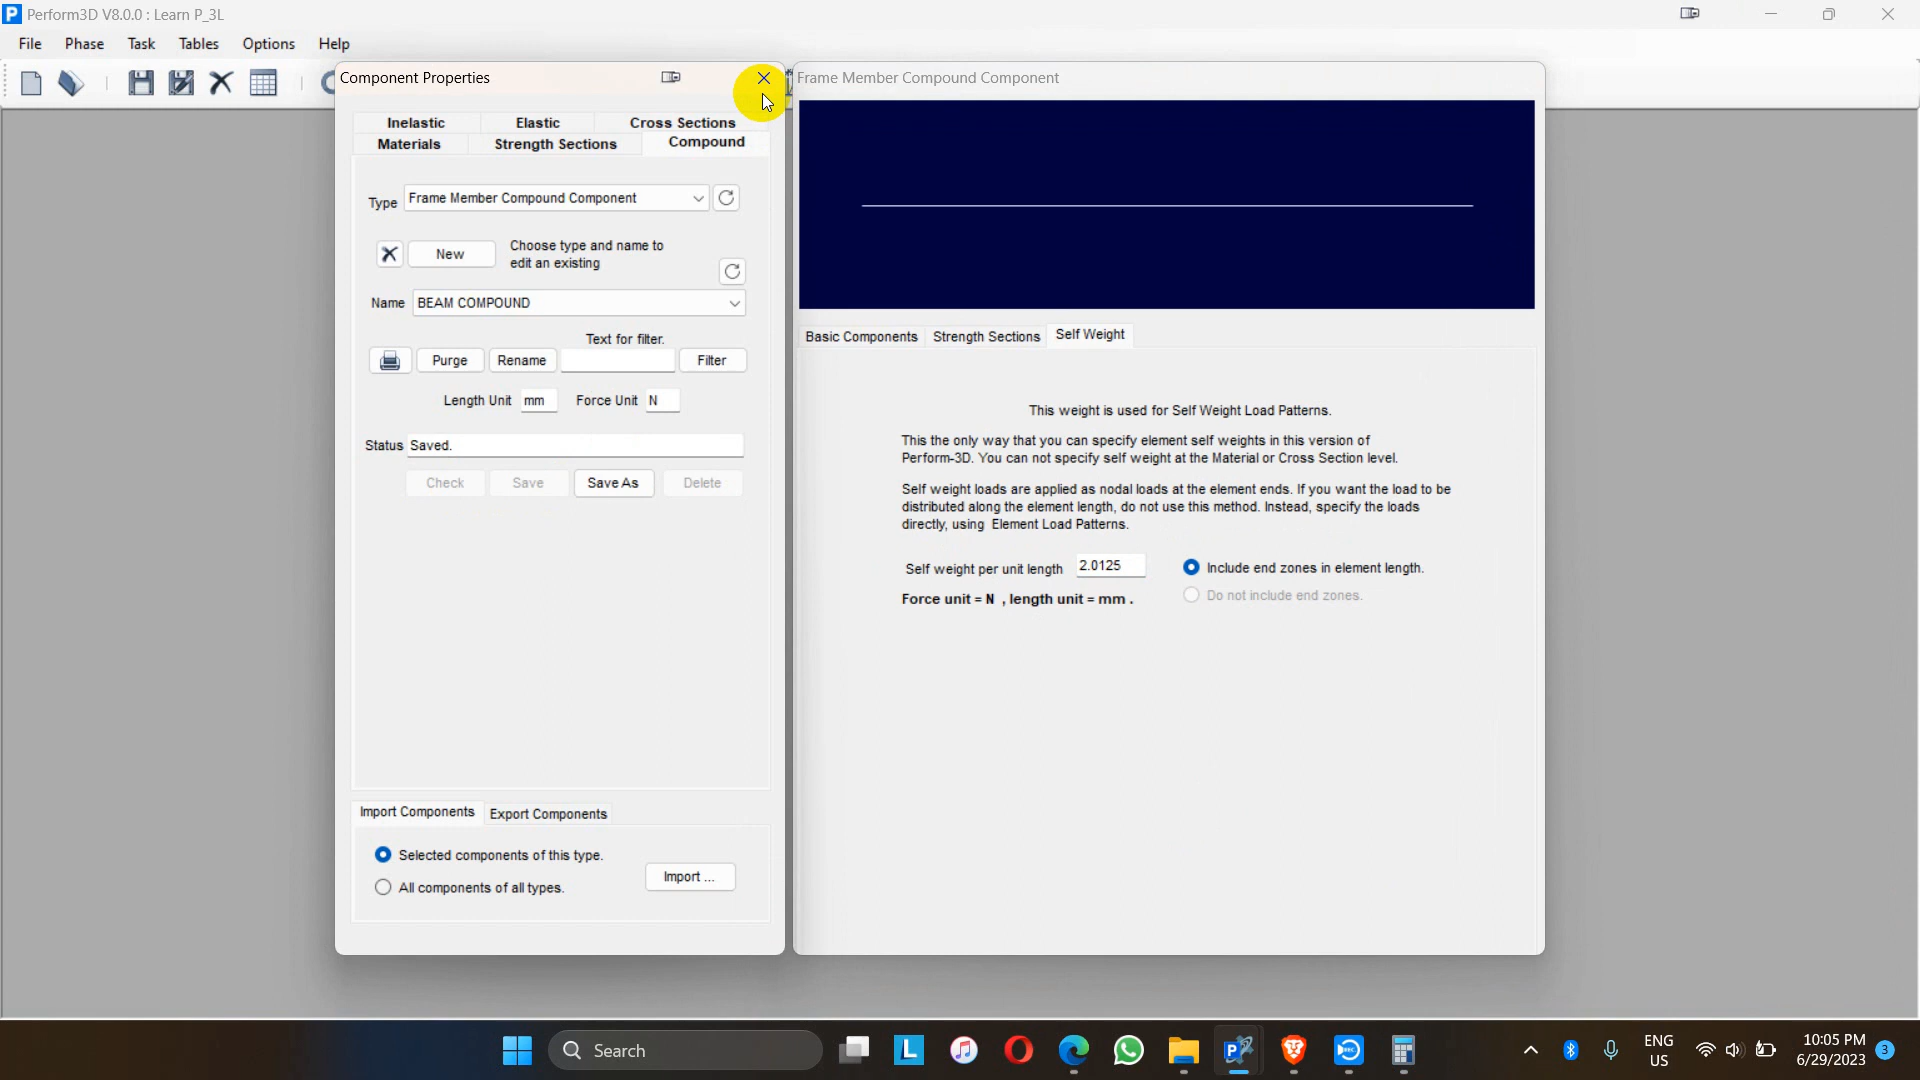 Perform3D V8.0.0 : Learn P_3L
File Phase Task Tables Options Help
Component Properties
Inelastic Elastic Cross Sections
Materials Strength Sections Compound
Type Frame Member Compound Component
New Choose type and name to
edit an existing
Name BEAM COMPOUND
Text for filter.
Purge Rename Filter
Length Unit mm Force Unit N
Status Saved.
Check Save Save As Delete
Import Components Export Components
Selected components of this type.
All components of all types.
Import ...
Frame Member Compound Component
Basic Components Strength Sections Self Weight
This weight is used for Self Weight Load Patterns.
This the only way that you can specify element self weights in this version of
Perform-3D. You can not specify self weight at the Material or Cross Section level.
Self weight loads are applied as nodal loads at the element ends. If you want the load to be
distributed along the element length, do not use this method. Instead, specify the loads
directly, using Element Load Patterns.
Self weight per unit length 2.0125 Include end zones in element length.
Force unit = N , length unit = mm . Do not include end zones.
Search
ENG
US
10:05 PM
6/29/2023
3